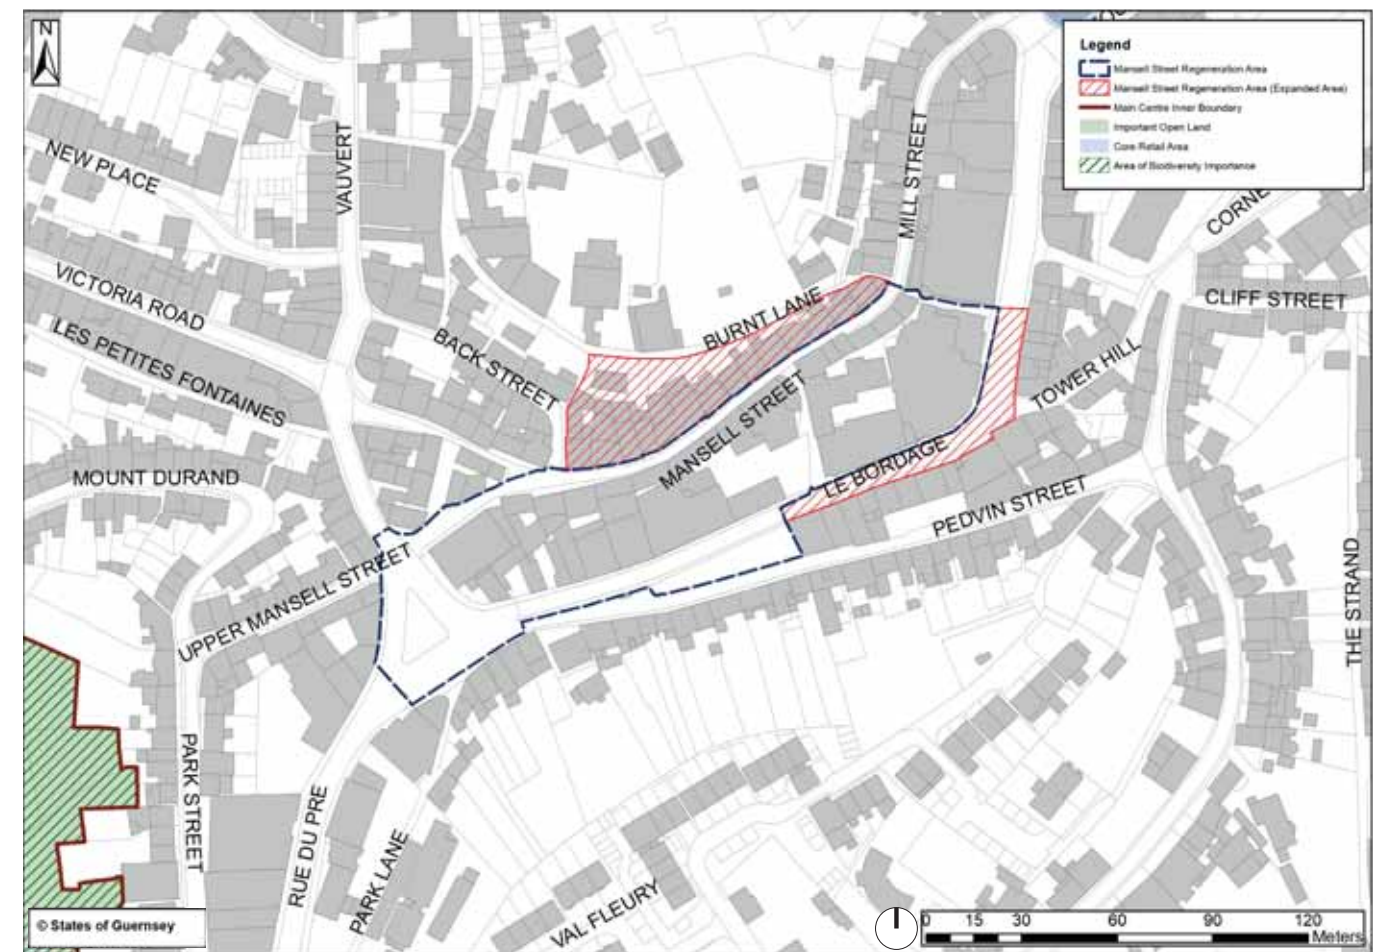 N
Legend
Mansell Street Regeneration Area
Mansell Street Regeneration Area (Expanded Area)
Main Centre Inner Boundary
Important Open Land
Core Retail Area
Area of Biodiversity Importance
NEW PLACE
VAUVERT
MILL STREET
CORNE
VICTORIA ROAD
LES PETITES FONTAINES
BACK STREET
BURNT LANE
CLIFF STREET
TOWER HILL
MANSELL STREET
MOUNT DURAND
LE BORDAGE
PEDVIN STREET
UPPER MANSELL STREET
THE STRAND
PARK STREET
RUE DU PRE
PARK LANE
VAL FLEURY
© States of Guernsey
0 15 30 60 90 120
Meters